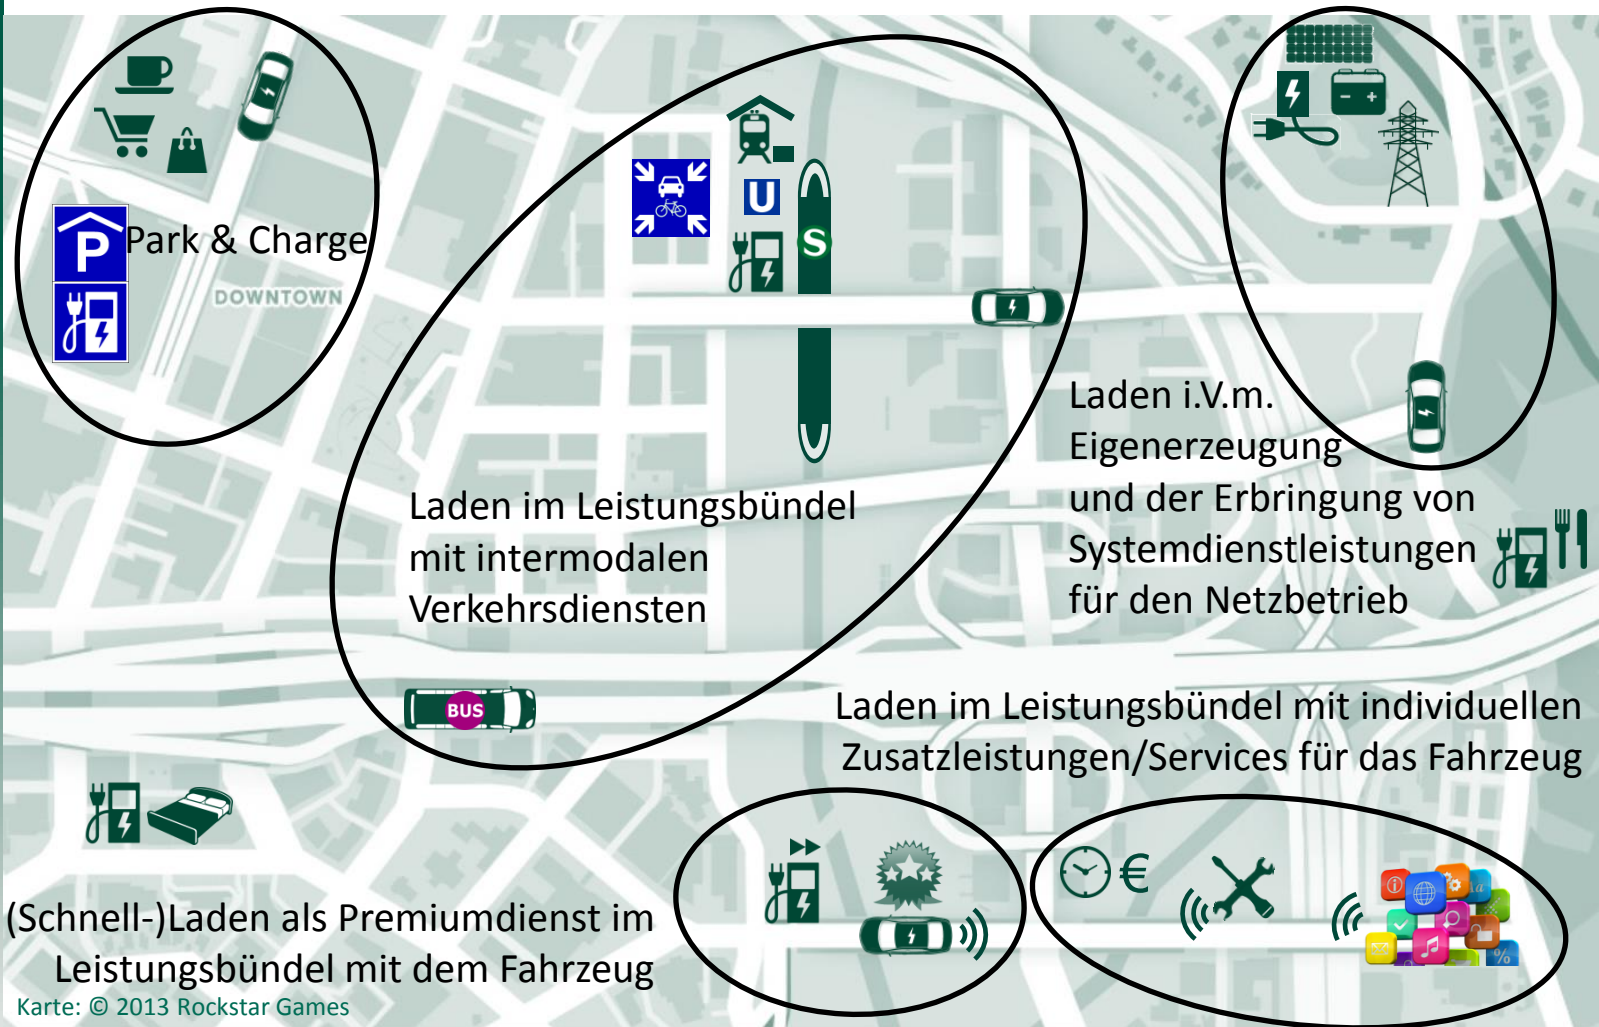 P
Park & Charge
DOWNTOWN
U
S
Laden im Leistungsbündel
mit intermodalen
Verkehrsdiensten
- +
Laden i.V.m.
Eigenerzeugung
und der Erbringung von
Systemdienstleistungen
für den Netzbetrieb
BUS
Laden im Leistungsbündel mit individuellen
Zusatzleistungen/Services für das Fahrzeug
€
Aa
%
(Schnell-)Laden als Premiumdienst im
Leistungsbündel mit dem Fahrzeug
Karte: © 2013 Rockstar Games